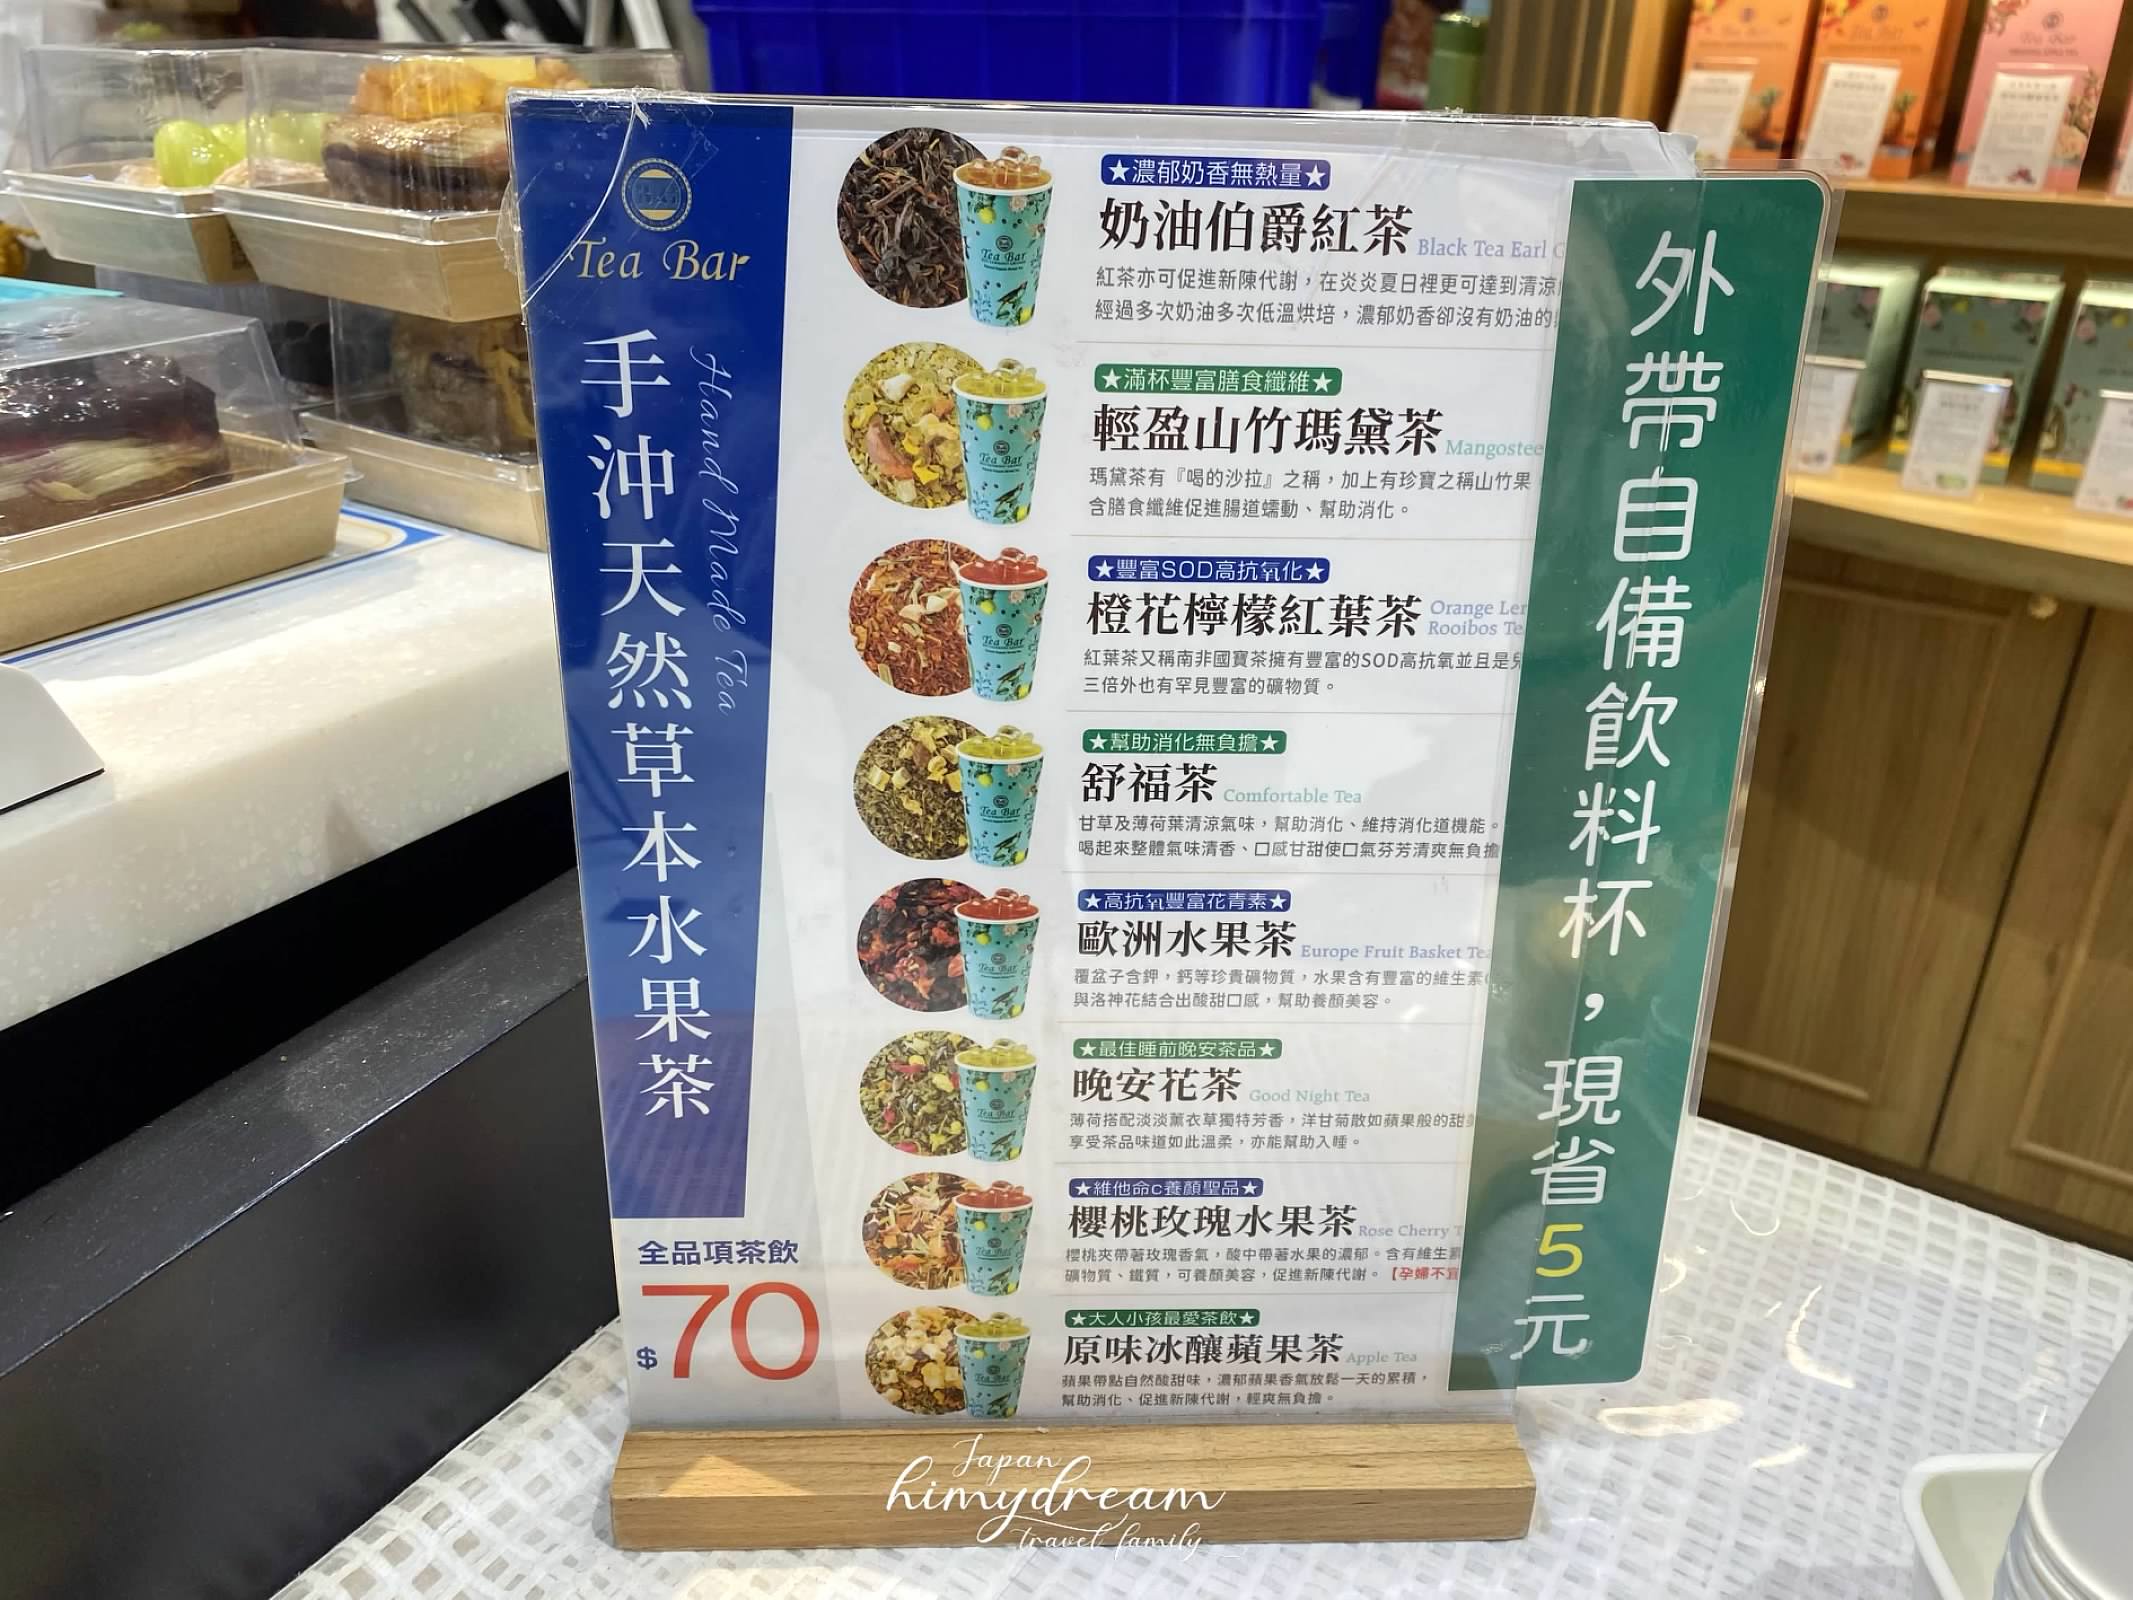 Tea Bar
手沖天然草本水果茶
Hand Made Tea
全品項茶飲
$70
★濃郁奶香無熱量★
奶油伯爵紅茶 Black Tea Earl G
紅茶亦可促進新陳代謝，在炎炎夏日裡更可達到清涼
經過多次奶油多次低溫烘培，濃郁奶香卻沒有奶油的
★滿杯豐富膳食纖維★
輕盈山竹瑪黛茶 Mangostee
瑪黛茶有『喝的沙拉』之稱，加上有珍寶之稱山竹果
含膳食纖維促進腸道蠕動、幫助消化。
★豐富SOD高抗氧化★
橙花檸檬紅葉茶 Orange Lem
Rooibos Te
紅葉茶又稱南非國寶茶擁有豐富的SOD高抗氧並且是
三倍外也有罕見豐富的礦物質。
★幫助消化無負擔★
舒福茶 Comfortable Tea
甘草及薄荷葉清涼氣味，幫助消化、維持消化道機能。
喝起來整體氣味清香、口感甘甜使口氣芬芳清爽無負擔
★高抗氧豐富花青素★
歐洲水果茶 Europe Fruit Basket Tea
覆盆子含鉀，鈣等珍貴礦物質，水果含有豐富的維生素
與洛神花結合出酸甜口感，幫助養顏美容。
★最佳睡前晚安茶品★
晚安花茶 Good Night Tea
薄荷搭配淡淡薰衣草獨特芳香，洋甘菊散如蘋果般的甜
享受茶品味道如此溫柔，亦能幫助入睡。
★維他命C養顏聖品★
櫻桃玫瑰水果茶 Rose Cherry T
櫻桃夾帶著玫瑰香氣，酸中帶著水果的濃郁。含有維生素
礦物質、鐵質，可養顏美容，促進新陳代謝。【孕婦不宜
★大人小孩最愛茶飲★
原味冰釀蘋果茶 Apple Tea
蘋果帶點自然酸甜味，濃郁蘋果香氣放鬆一天的累積，
幫助消化、促進新陳代謝，輕爽無負擔。
外帶自備飲料杯，現省5元
Japan
himydream
travel family